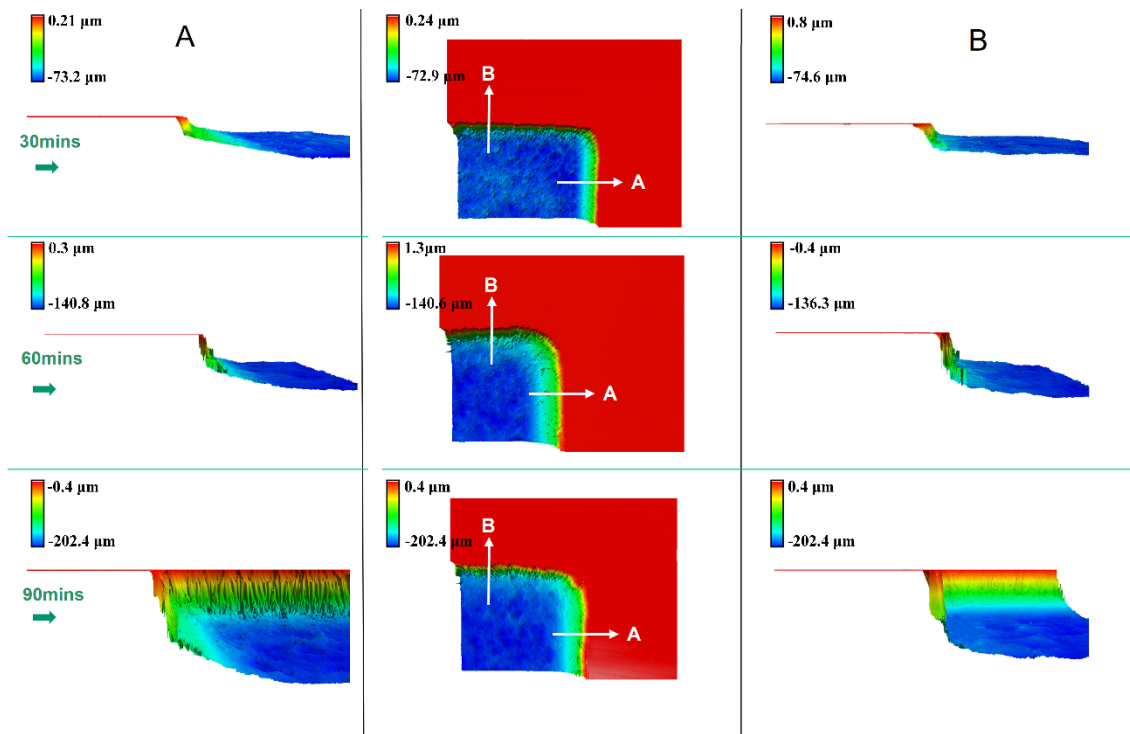 A
B
0.21 µm
-73.2 µm
30mins
0.24 µm
-72.9 µm
B
A
0.8 µm
-74.6 µm
0.3 µm
-140.8 µm
60mins
1.3µm
-140.6 µm
B
A
-0.4 µm
-136.3 µm
-0.4 µm
-202.4 µm
90mins
0.4 µm
-202.4 µm
B
A
0.4 µm
-202.4 µm